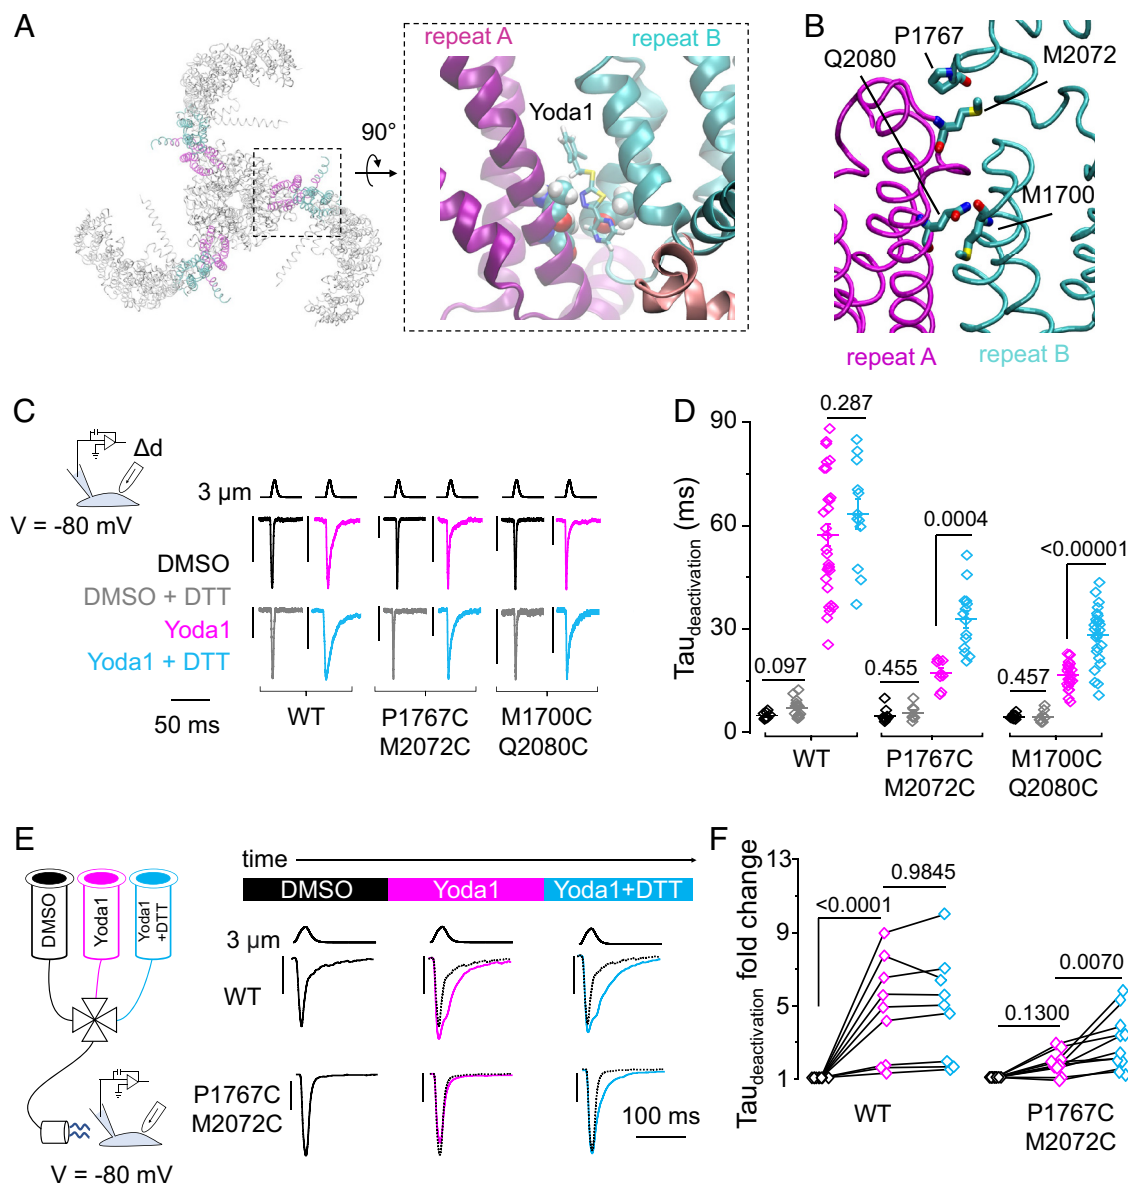 A
repeat A
repeat B
Yoda1
90°
B
P1767
Q2080
M2072
M1700
repeat A
repeat B
C
Δd
V = -80 mV
3 μm
DMSO
DMSO + DTT
Yoda1
Yoda1 + DTT
50 ms
WT
P1767C
M2072C
M1700C
Q2080C
D
Tau deactivation (ms)
90
60
30
0
0.287
0.0004
<0.00001
0.097
0.455
0.457
WT
P1767C
M2072C
M1700C
Q2080C
E
DMSO
Yoda1
Yoda1
+DTT
V = -80 mV
time
DMSO
Yoda1
Yoda1+DTT
3 μm
WT
P1767C
M2072C
100 ms
F
Tau deactivation fold change
13
9
5
1
0.9845
<0.0001
0.0070
0.1300
WT
P1767C
M2072C